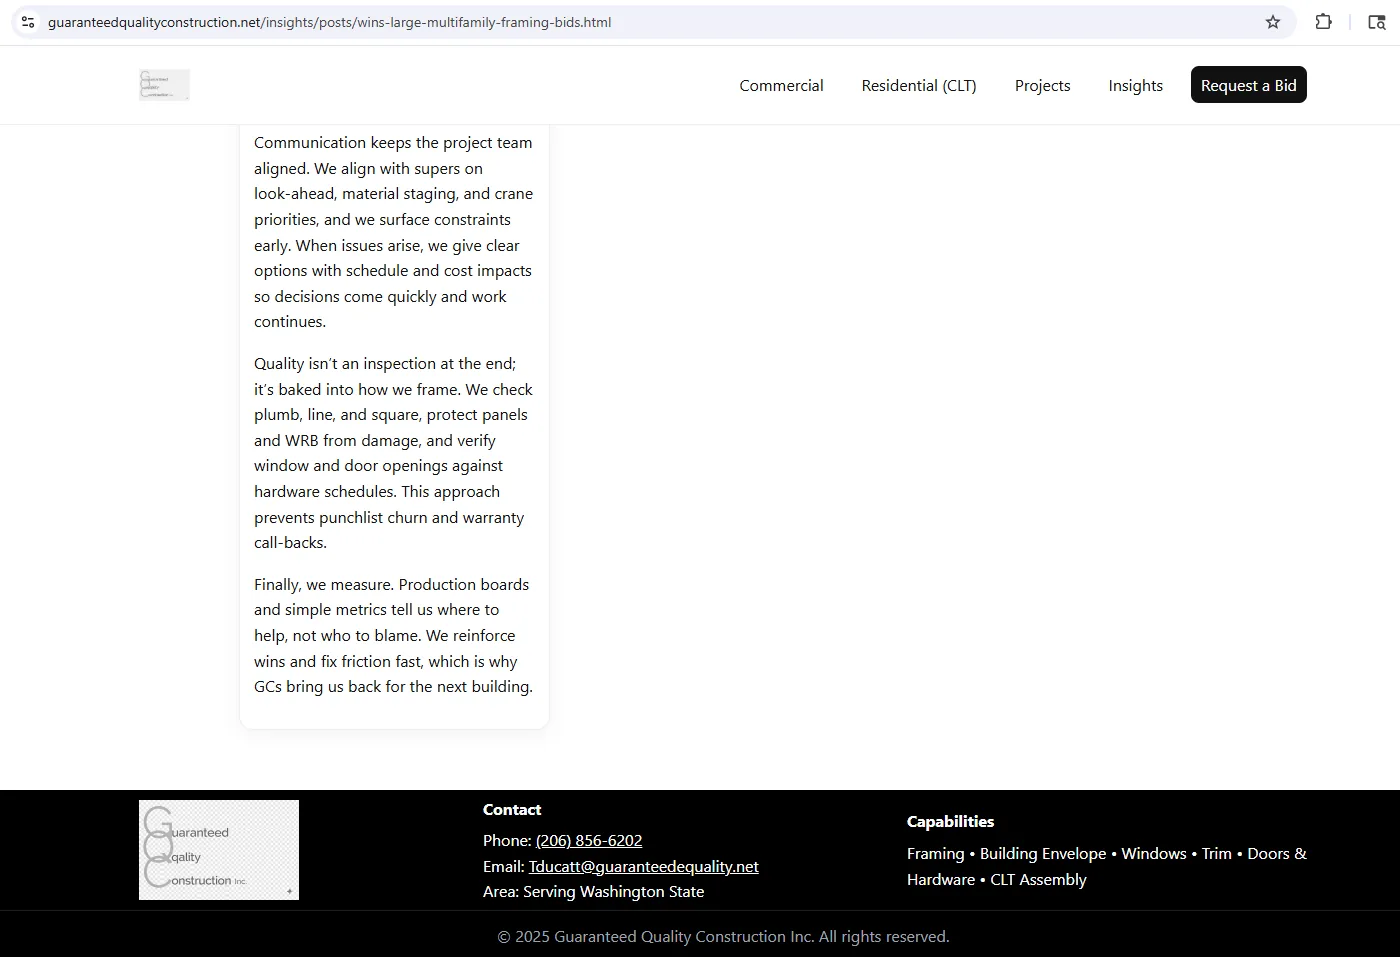 guaranteedqualityconstruction.net/insights/posts/wins-large-multifamily-framing-bids.html
Commercial
Residential (CLT)
Projects
Insights
Request a Bid
Communication keeps the project team
aligned. We align with supers on
look-ahead, material staging, and crane
priorities, and we surface constraints
early. When issues arise, we give clear
options with schedule and cost impacts
so decisions come quickly and work
continues.
Quality isn't an inspection at the end;
it's baked into how we frame. We check
plumb, line, and square, protect panels
and WRB from damage, and verify
window and door openings against
hardware schedules. This approach
prevents punchlist churn and warranty
call-backs.
Finally, we measure. Production boards
and simple metrics tell us where to
help, not who to blame. We reinforce
wins and fix friction fast, which is why
GCs bring us back for the next building.
Guaranteed
Qqality
Construction Inc.
Contact
Phone: (206) 856-6202
Email: Tducatt@guaranteedequality.net
Area: Serving Washington State
Capabilities
Framing • Building Envelope • Windows • Trim • Doors &
Hardware • CLT Assembly
© 2025 Guaranteed Quality Construction Inc. All rights reserved.